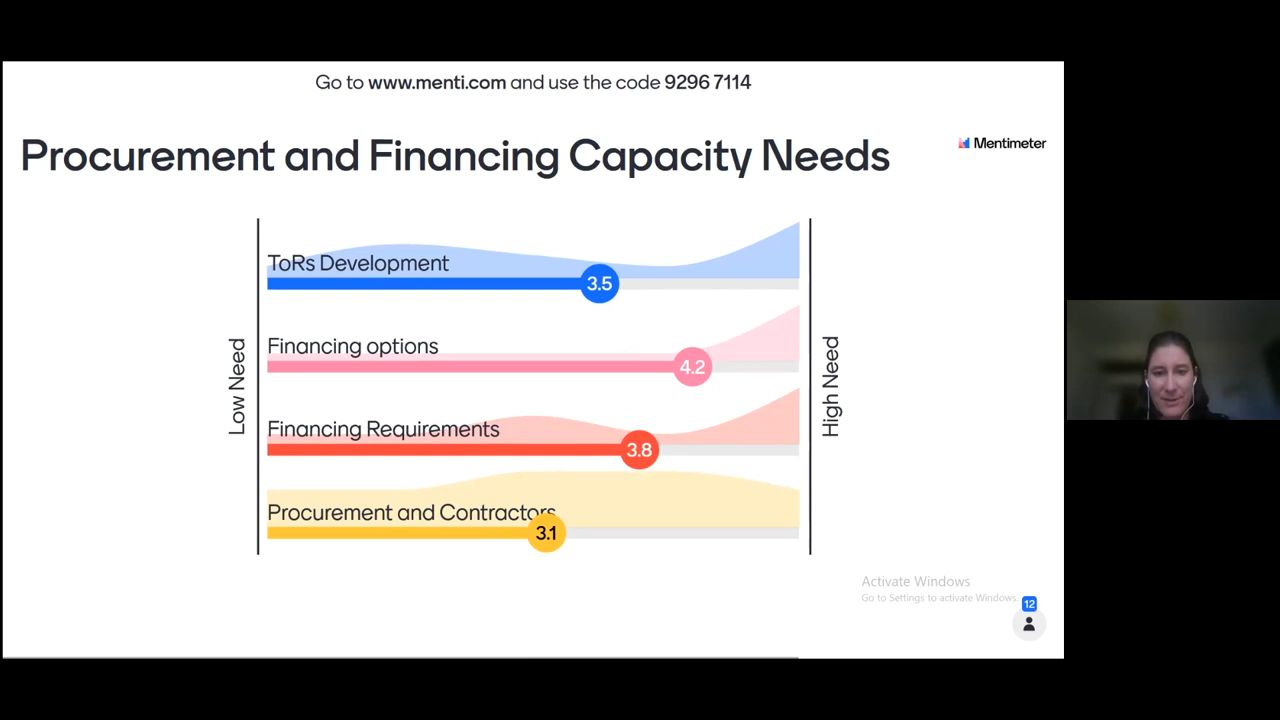 Go to www.menti.com and use the code 9296 7114
Procurement and Financing Capacity Needs
Mentimeter
ToRs Development
3.5
Financing options
4.2
Low Need
High Need
Financing Requirements
3.8
Procurement and Contractors
3.1
Activate Windows
Go to Settings to activate Windows.
12